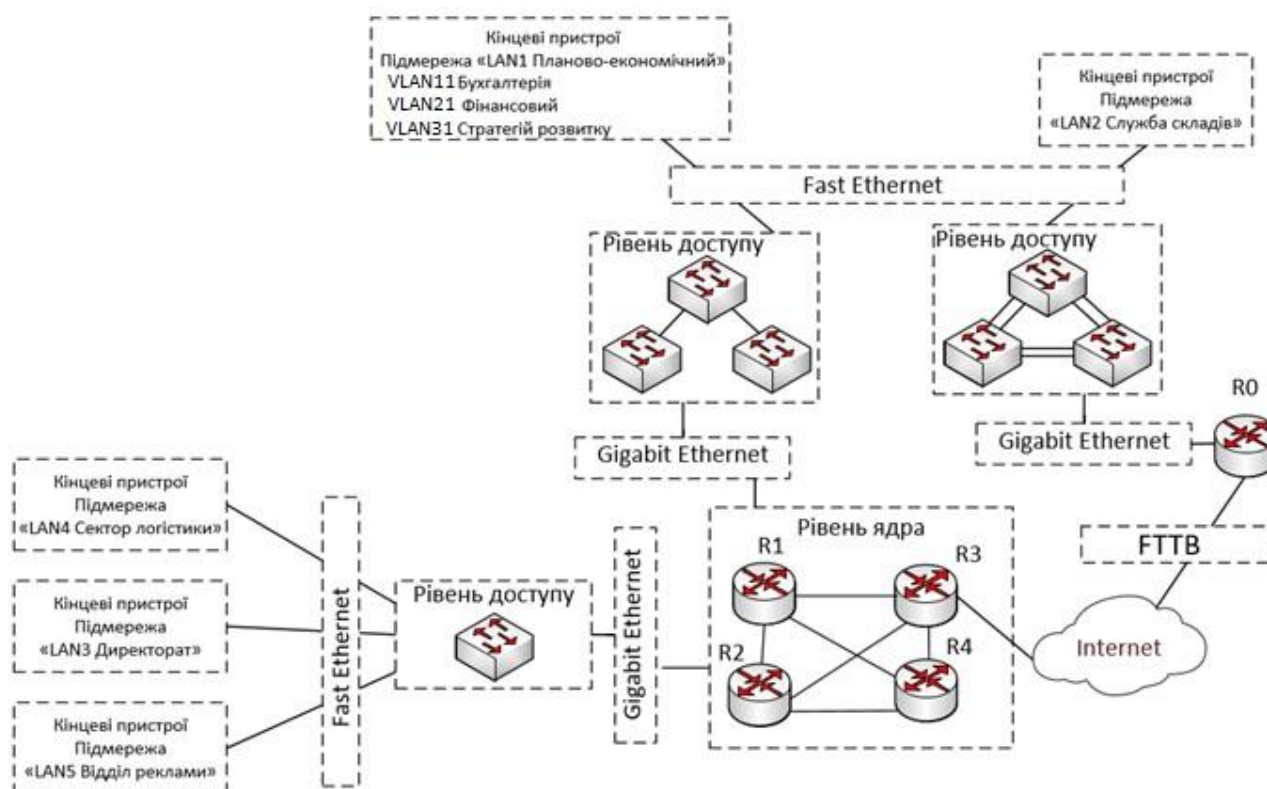 Кінцеві пристрої
Підмережа «LAN1 Планово-економічний»
VLAN11 Бухгалтерія
VLAN21 Фінансовий
VLAN31 Стратегій розвитку
Кінцеві пристрої
Підмережа
«LAN2 Служба складів»
Fast Ethernet
Рівень доступу
Рівень доступу
R0
Gigabit Ethernet
Gigabit Ethernet
Кінцеві пристрої
Підмережа
«LAN4 Сектор логістики»
Кінцеві пристрої
Підмережа
«LAN3 Директорат»
Кінцеві пристрої
Підмережа
«LAN5 Відділ реклами»
Fast Ethernet
Рівень доступу
Gigabit Ethernet
Рівень ядра
R1
R3
R2
R4
FTTB
Internet